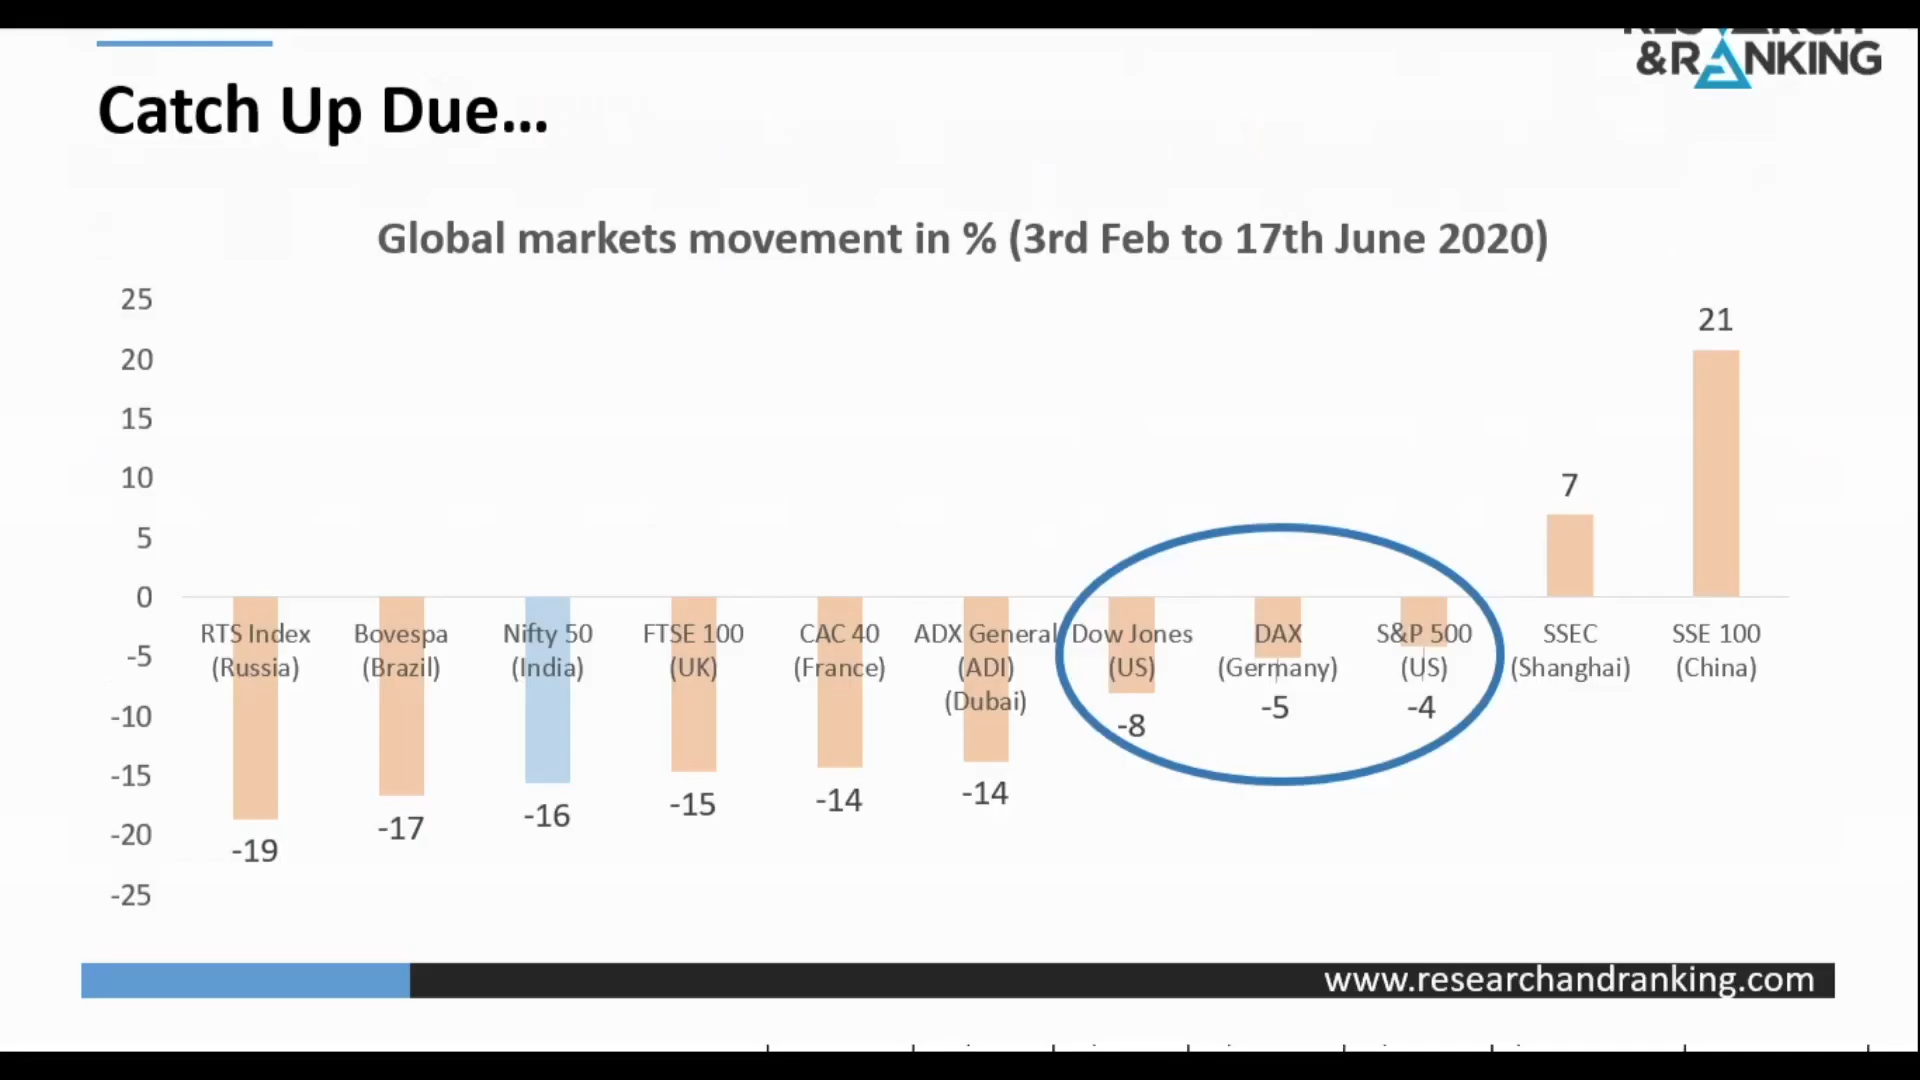 RESEARCH
&RANKING
Catch Up Due...
Global markets movement in % (3rd Feb to 17th June 2020)
25
20
15
10
5
0
-5
-10
-15
-20
-25
RTS Index
(Russia)
-19
Bovespa
(Brazil)
-17
Nifty 50
(India)
-16
FTSE 100
(UK)
-15
CAC 40
(France)
-14
ADX General
(ADI)
(Dubai)
-14
Dow Jones
(US)
-8
DAX
(Germany)
-5
S&P 500
(US)
-4
SSEC
(Shanghai)
7
SSE 100
(China)
21
www.researchandranking.com